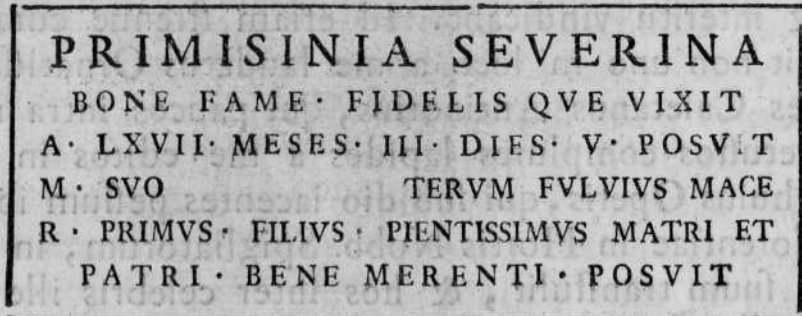 PRIMISINIA SEVERINA
BONE FAME · FIDELIS QVE VIXIT
A · LXVII · MESES · III · DIES · V · POSVIT
M · SVO TERVM FVLVIVS MACE
R · PRIMVS · FILIVS · PIENTISSIMVS MATRI ET
PATRI · BENE MERENTI · POSVIT